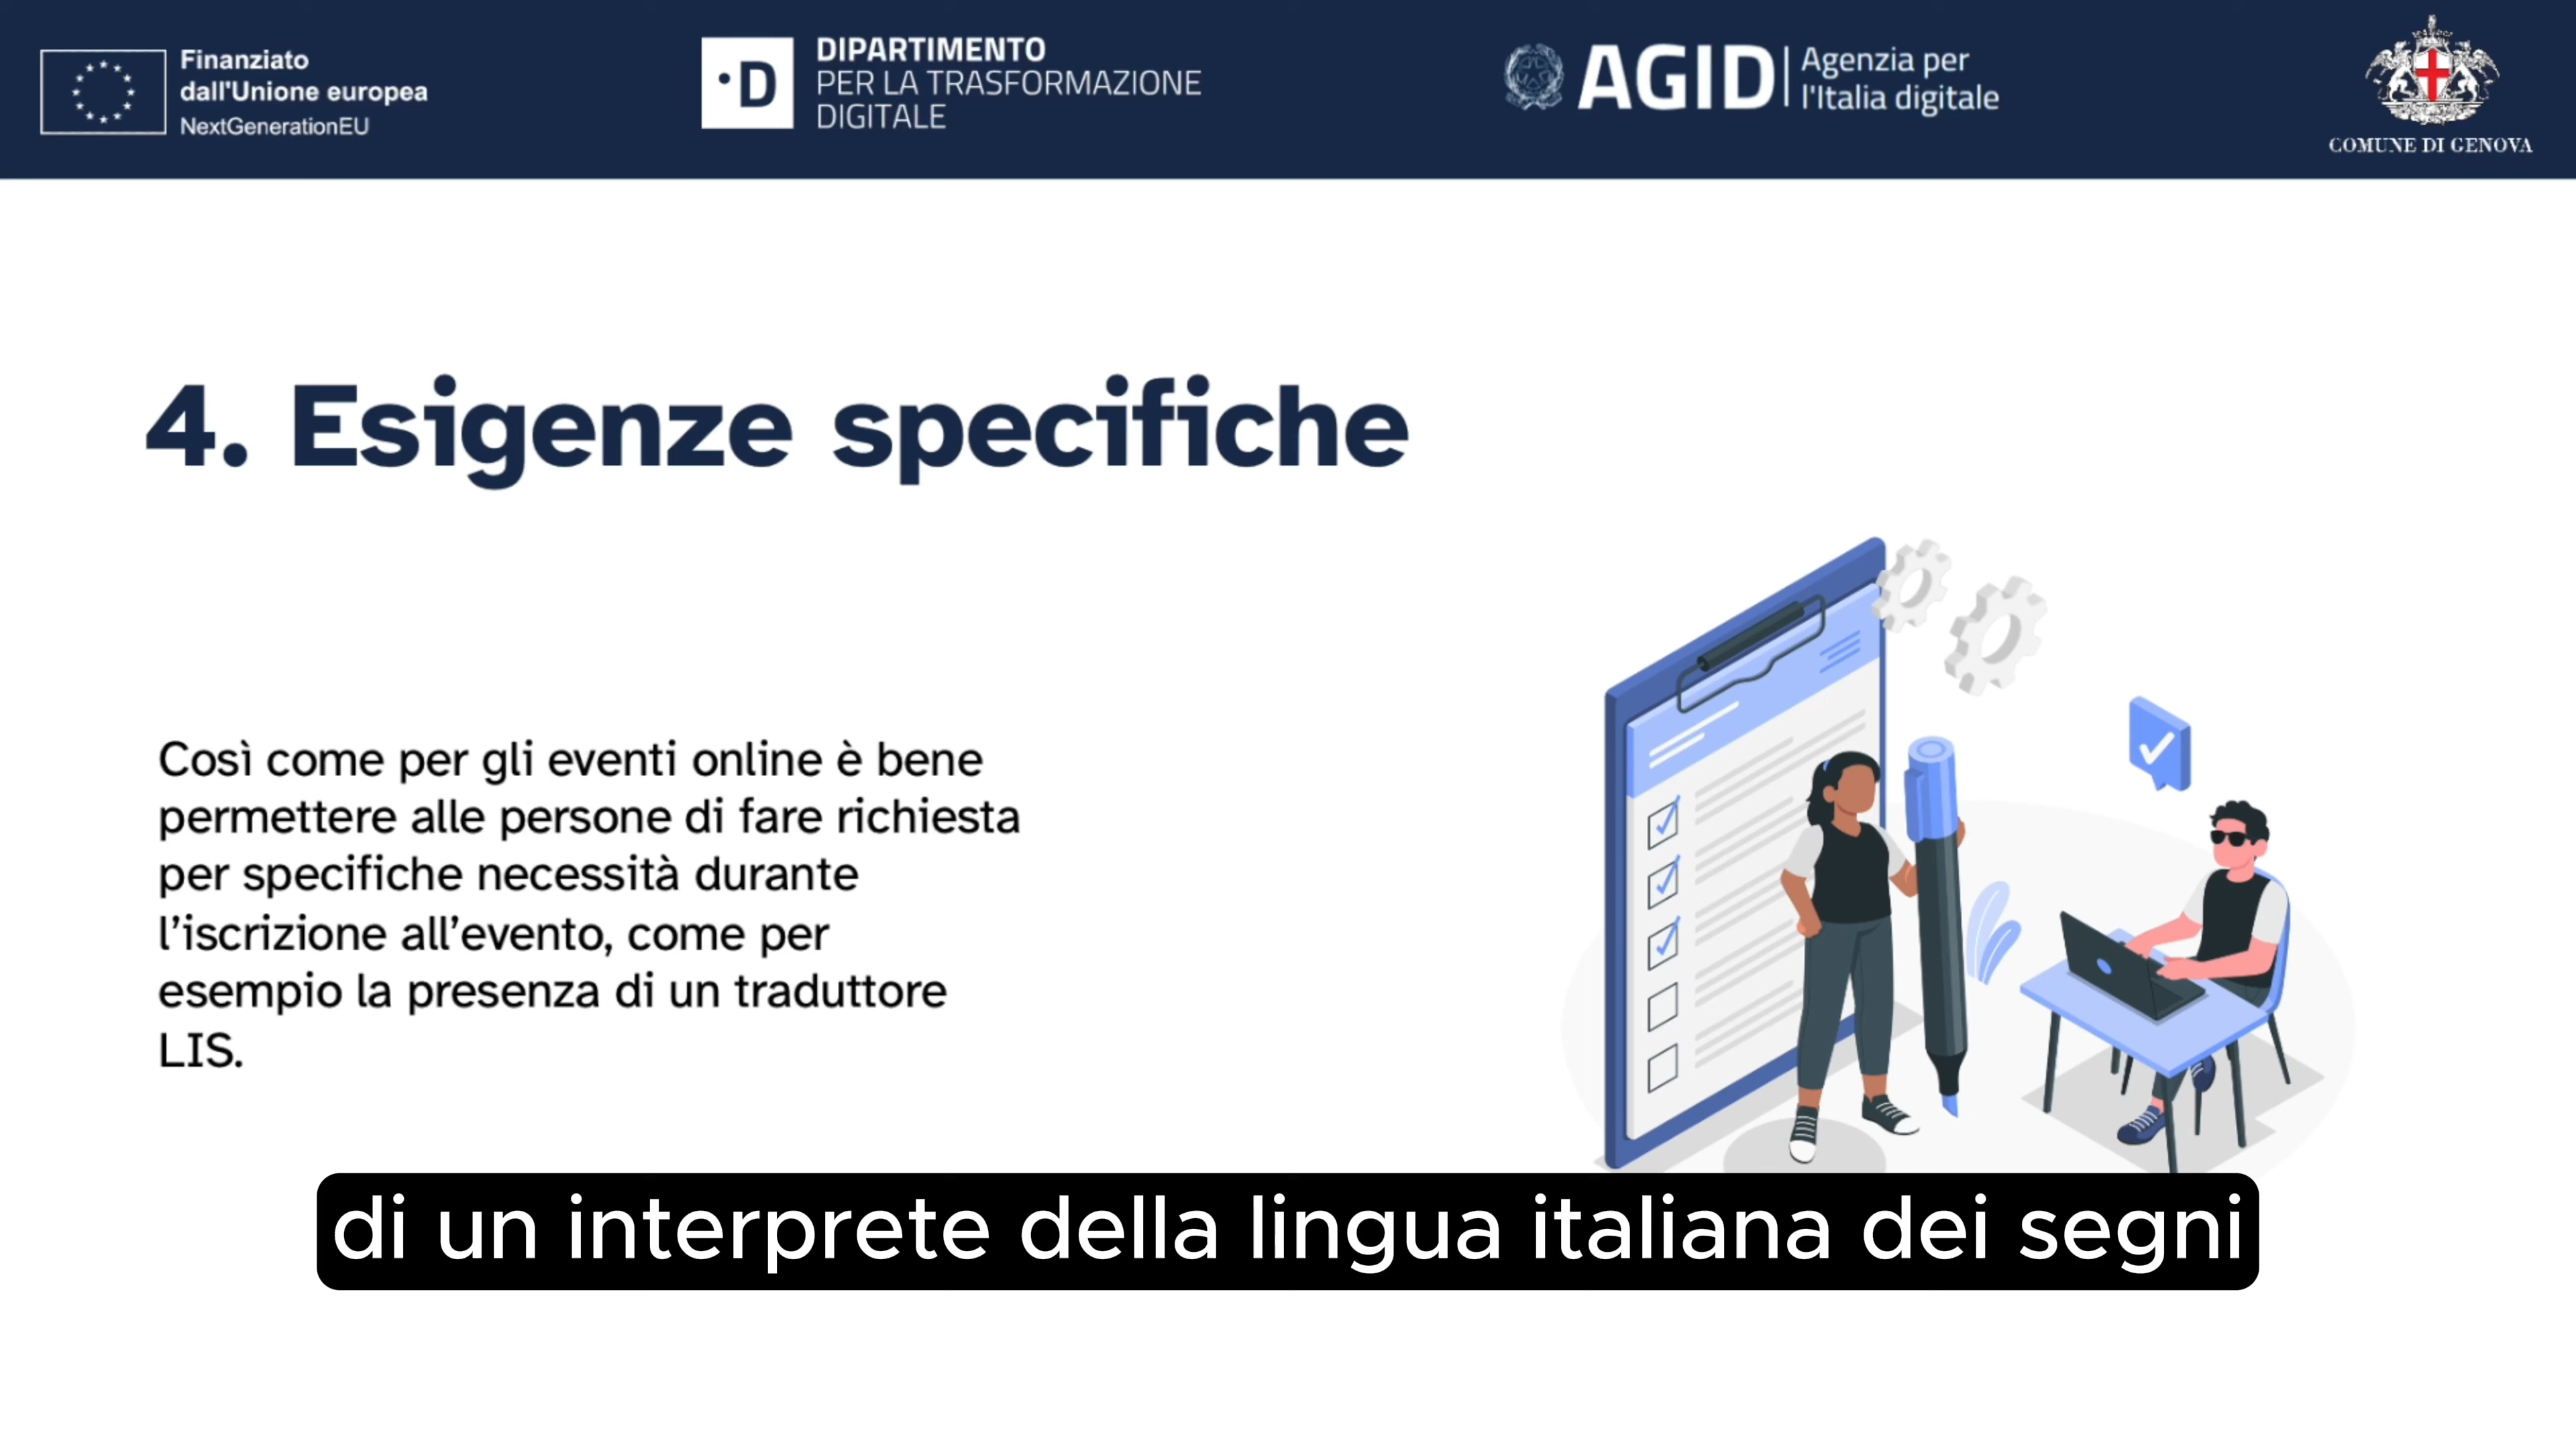 Finanziato
dall'Unione europea
NextGenerationEU
·D
DIPARTIMENTO
PER LA TRASFORMAZIONE
DIGITALE
AGID
Agenzia per
l'Italia digitale
COMUNE DI GENOVA
4. Esigenze specifiche
Così come per gli eventi online è bene
permettere alle persone di fare richiesta
per specifiche necessità durante
l’iscrizione all’evento, come per
esempio la presenza di un traduttore
LIS.
di un interprete della lingua italiana dei segni